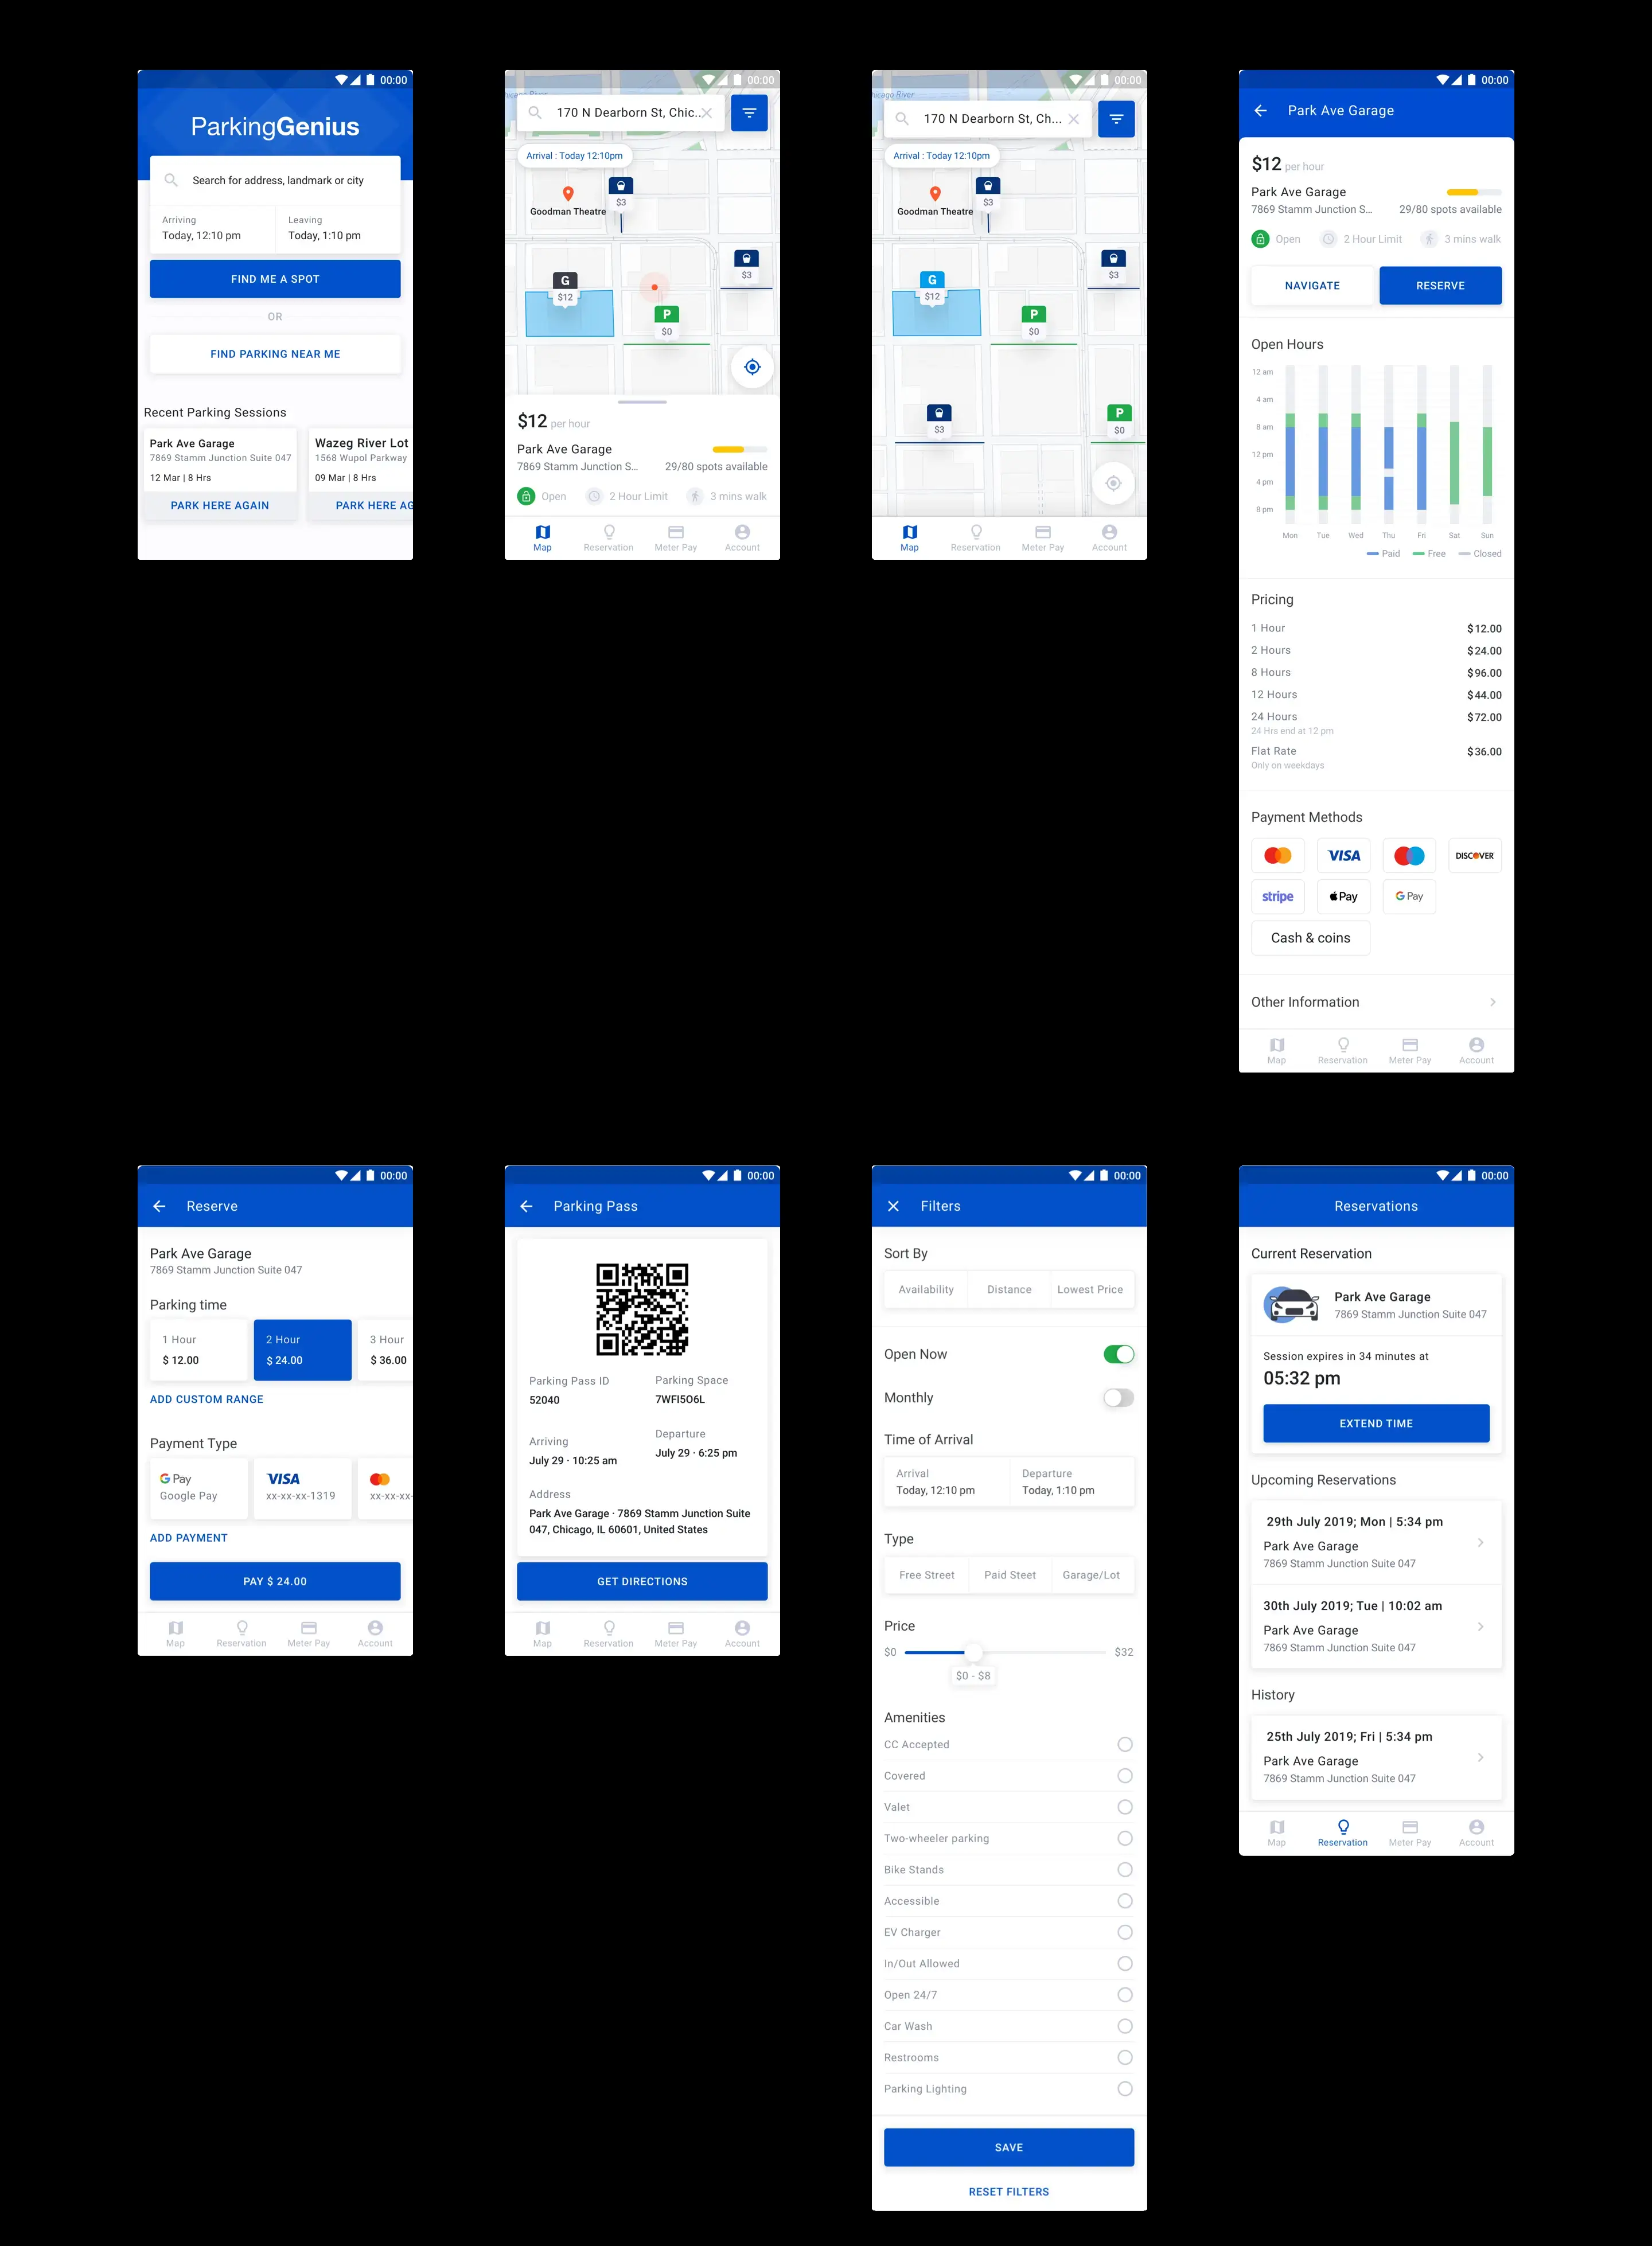 00:00
ParkingGenius
Search for address, landmark or city
Arriving
Today, 12:10 pm
Leaving
Today, 1:10 pm
FIND ME A SPOT
OR
FIND PARKING NEAR ME
Recent Parking Sessions
Park Ave Garage
7869 Stamm Junction Suite 047
12 Mar | 8 Hrs
PARK HERE AGAIN
Wazeg River Lot
1568 Wupol Parkway
09 Mar | 8 Hrs
PARK HERE AG
00:00
170 N Dearborn St, Chic...
Arrival : Today 12:10pm
Goodman Theatre
$3
$3
G
$12
P
$0
$12 per hour
Park Ave Garage
7869 Stamm Junction S...
29/80 spots available
Open
2 Hour Limit
3 mins walk
Map
Reservation
Meter Pay
Account
00:00
hicago River
170 N Dearborn St, Ch...
Arrival : Today 12:10pm
Goodman Theatre
$3
$3
G
$12
P
$0
$3
P
$0
Map
Reservation
Meter Pay
Account
00:00
Park Ave Garage
$12 per hour
Park Ave Garage
7869 Stamm Junction S...
29/80 spots available
Open
2 Hour Limit
3 mins walk
NAVIGATE
RESERVE
Open Hours
12 am
4 am
8 am
12 pm
4 pm
8 pm
Mon Tue Wed Thu Fri Sat Sun
Paid Free Closed
Pricing
1 Hour $12.00
2 Hours $24.00
8 Hours $96.00
12 Hours $44.00
24 Hours $72.00
24 Hrs end at 12 pm
Flat Rate $36.00
Only on weekdays
Payment Methods
VISA
DISCOVER
stripe
Pay
G Pay
Cash & coins
Other Information
Map
Reservation
Meter Pay
Account
00:00
Reserve
Park Ave Garage
7869 Stamm Junction Suite 047
Parking time
1 Hour
$ 12.00
2 Hour
$ 24.00
3 Hour
$ 36.00
ADD CUSTOM RANGE
Payment Type
G Pay
Google Pay
VISA
xx-xx-xx-1319
xx-xx-xx-
ADD PAYMENT
PAY $ 24.00
Map
Reservation
Meter Pay
Account
00:00
Parking Pass
Parking Pass ID
52040
Parking Space
7WFI5O6L
Arriving
July 29 · 10:25 am
Departure
July 29 · 6:25 pm
Address
Park Ave Garage · 7869 Stamm Junction Suite
047, Chicago, IL 60601, United States
GET DIRECTIONS
Map
Reservation
Meter Pay
Account
00:00
Filters
Sort By
Availability
Distance
Lowest Price
Open Now
Monthly
Time of Arrival
Arrival
Today, 12:10 pm
Departure
Today, 1:10 pm
Type
Free Street
Paid Steet
Garage/Lot
Price
$0
$32
$0 - $8
Amenities
CC Accepted
Covered
Valet
Two-wheeler parking
Bike Stands
Accessible
EV Charger
In/Out Allowed
Open 24/7
Car Wash
Restrooms
Parking Lighting
SAVE
RESET FILTERS
00:00
Reservations
Current Reservation
Park Ave Garage
7869 Stamm Junction Suite 047
Session expires in 34 minutes at
05:32 pm
EXTEND TIME
Upcoming Reservations
29th July 2019; Mon | 5:34 pm
Park Ave Garage
7869 Stamm Junction Suite 047
30th July 2019; Tue | 10:02 am
Park Ave Garage
7869 Stamm Junction Suite 047
History
25th July 2019; Fri | 5:34 pm
Park Ave Garage
7869 Stamm Junction Suite 047
Map
Reservation
Meter Pay
Account